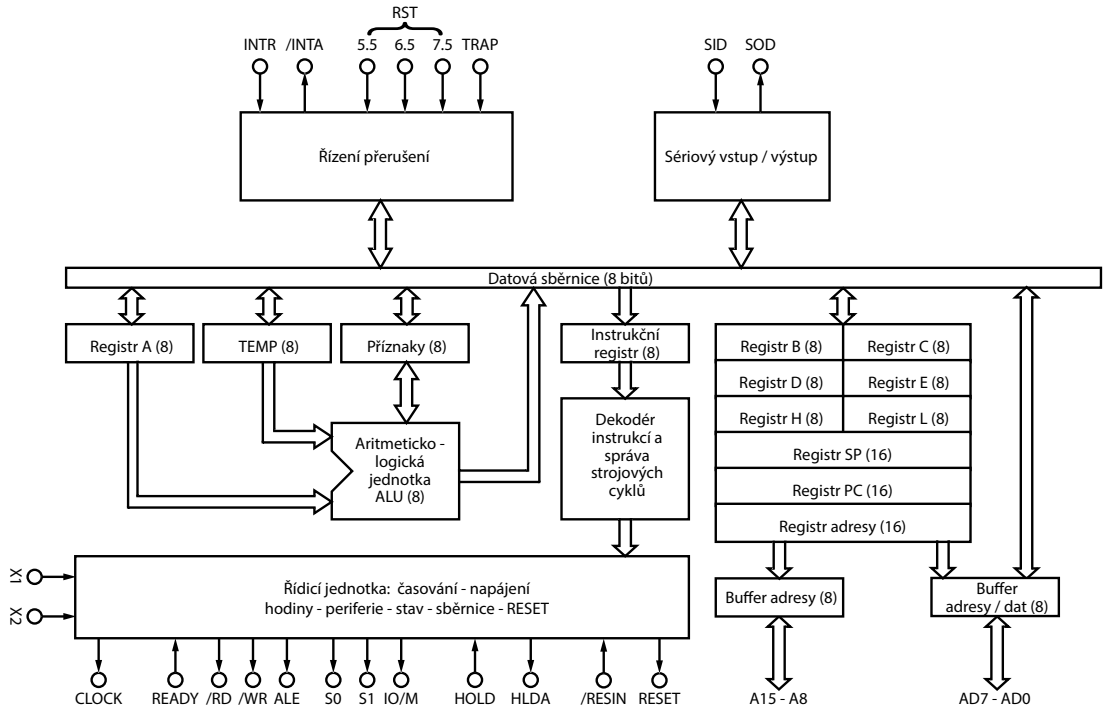 RST
INTR /INTA 5.5 6.5 7.5 TRAP
SID SOD
Řízení přerušení
Sériový vstup / výstup
Datová sběrnice (8 bitů)
Registr A (8)
TEMP (8)
Příznaky (8)
Instrukční
registr (8)
Registr B (8)
Registr C (8)
Registr D (8)
Registr E (8)
Registr H (8)
Registr L (8)
Registr SP (16)
Registr PC (16)
Registr adresy (16)
Aritmeticko -
logická
jednotka
ALU (8)
Dekodér
instrukcí a
správa
strojových
cyklů
X1
X2
Řídicí jednotka: časování - napájení
hodiny - periferie - stav - sběrnice - RESET
Buffer adresy (8)
Buffer
adresy / dat (8)
CLOCK READY /RD /WR ALE S0 S1 IO/M HOLD HLDA /RESIN RESET
A15 - A8
AD7 - AD0